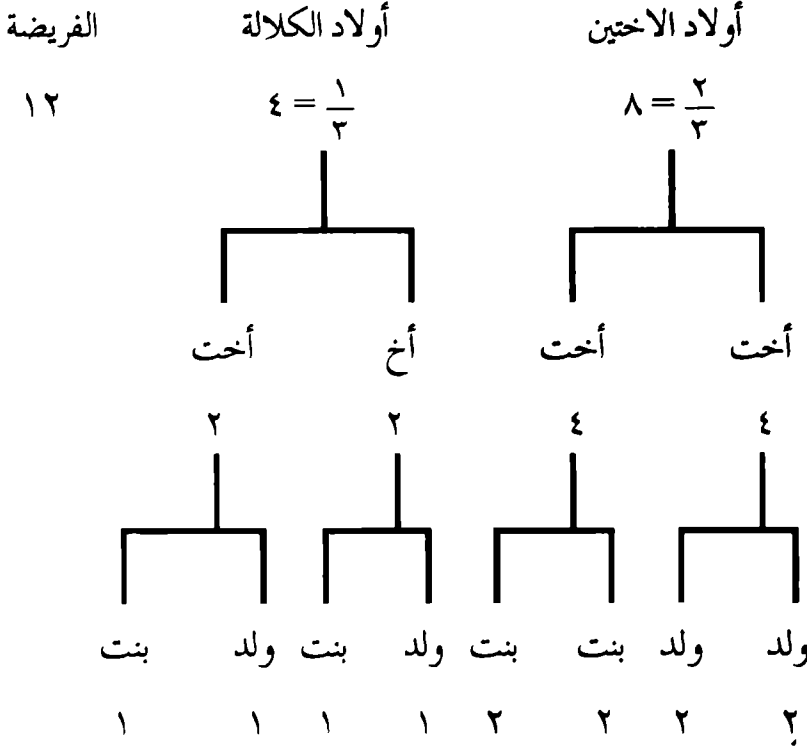 أولاد الاختين أولاد الكلالة الفريضة
٢/٣ = ٨ ١/٣ = ٤ ١٢
أخت أخت أخ أخت
٤ ٤ ٢ ٢
ولد ولد بنت بنت ولد بنت ولد بنت
٢ ٢ ٢ ٢ ١ ١ ١ ١